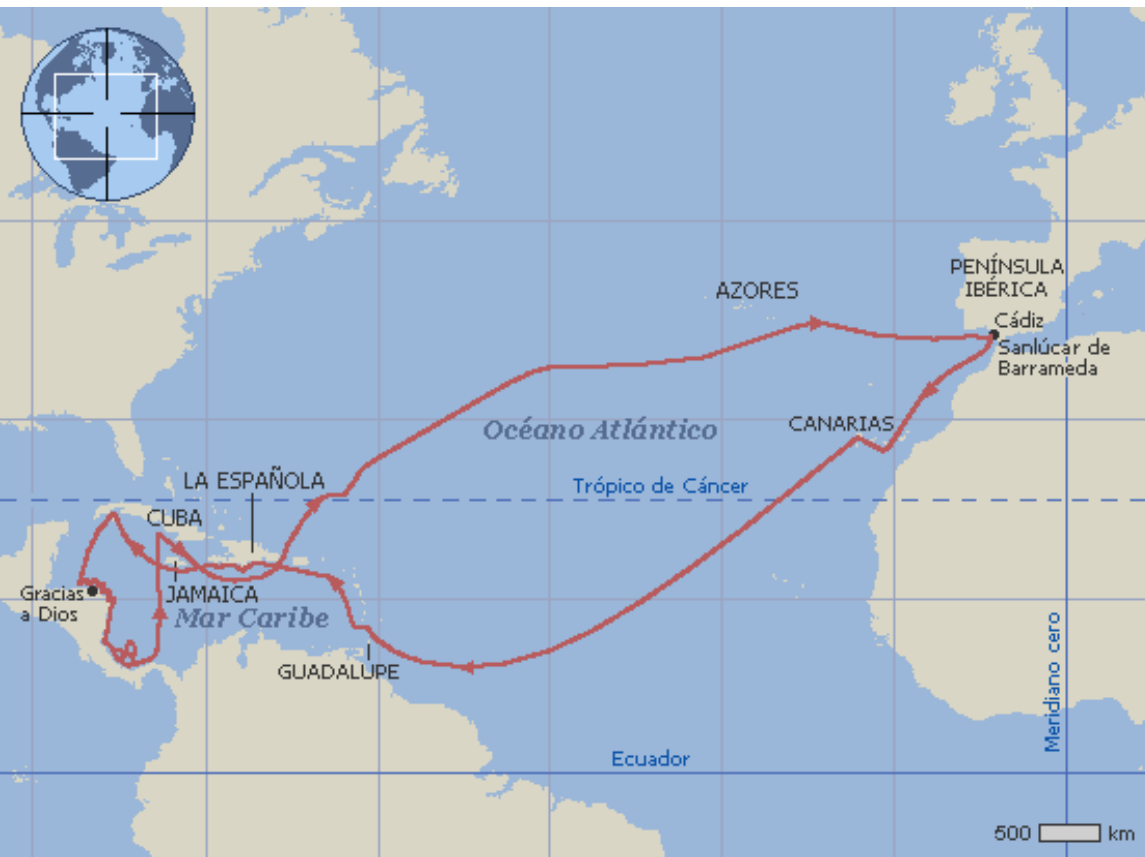 PENÍNSULA
IBÉRICA
AZORES
Cádiz
Sanlúcar de
Barrameda
CANARIAS
Océano Atlántico
LA ESPAÑOLA
Trópico de Cáncer
CUBA
Gracias
a Dios
JAMAICA
Mar Caribe
GUADALUPE
Meridiano cero
Ecuador
500 km